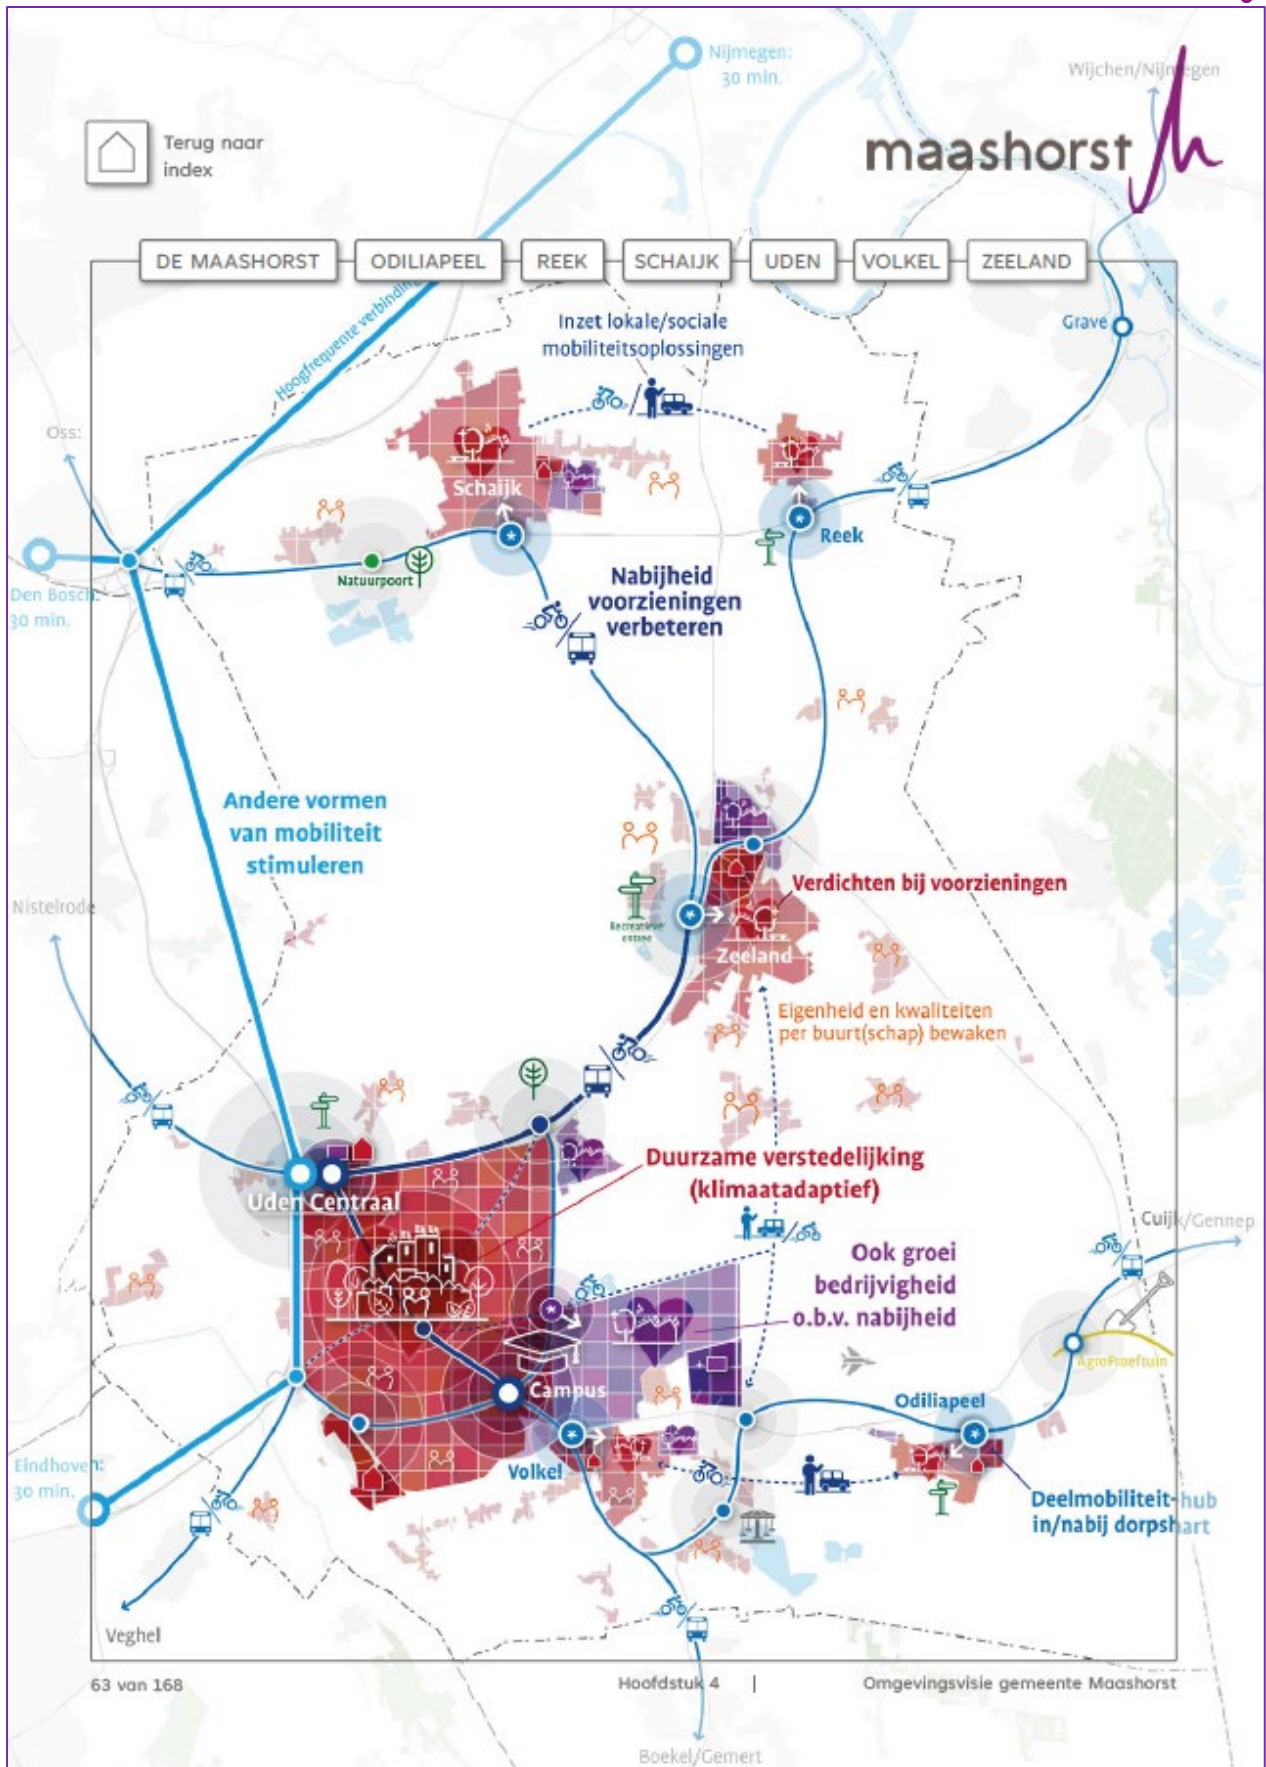 Nijmegen:
30 min.
Wijchen/Nijmegen
Terug naar
index
maashorst
DE MAASHORST
ODILIAPEEL
REEK
SCHAIJK
UDEN
VOLKEL
ZEELAND
Hoogfrequente verbinding
Inzet lokale/sociale
mobiliteitsoplossingen
Grave
Oss:
Schaijk
Reek
Natuurpoort
Den Bosch:
30 min.
Nabijheid
voorzieningen
verbeteren
Andere vormen
van mobiliteit
stimuleren
Verdichten bij voorzieningen
Nistelrode
Recreatieve
entree
Zeeland
Eigenheid en kwaliteiten
per buurt(schap) bewaken
Duurzame verstedelijking
(klimaatadaptief)
Uden Centraal
Cuijk/Gennep
Ook groei
bedrijvigheid
o.b.v. nabijheid
AgroProeftuin
Campus
Odiliapeel
Eindhoven:
30 min.
Volkel
Deelmobiliteit-hub
in/nabij dorpshart
Veghel
63 van 168
Hoofdstuk 4 |
Omgevingsvisie gemeente Maashorst
Boekel/Gemert